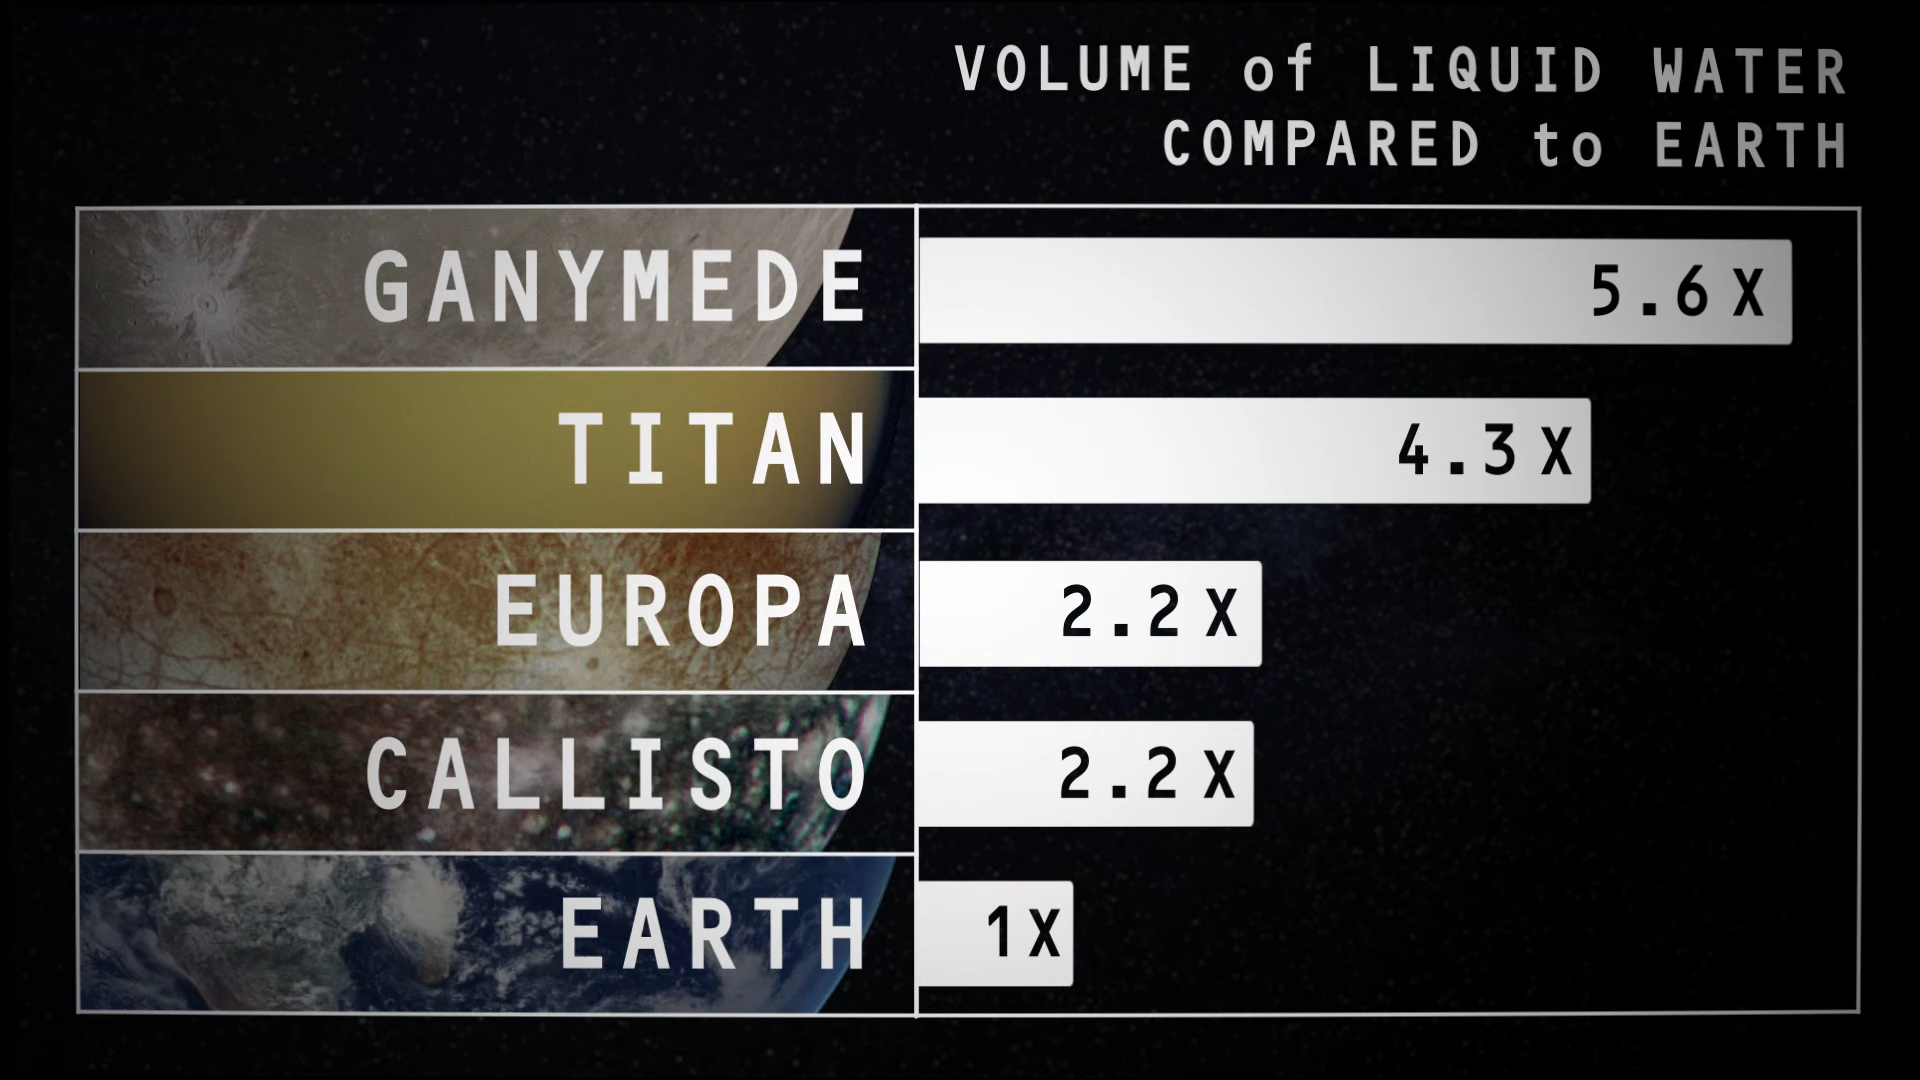 VOLUME of LIQUID WATER
COMPARED to EARTH
GANYMEDE 5.6 X
TITAN 4.3 X
EUROPA 2.2 X
CALLISTO 2.2 X
EARTH 1 X